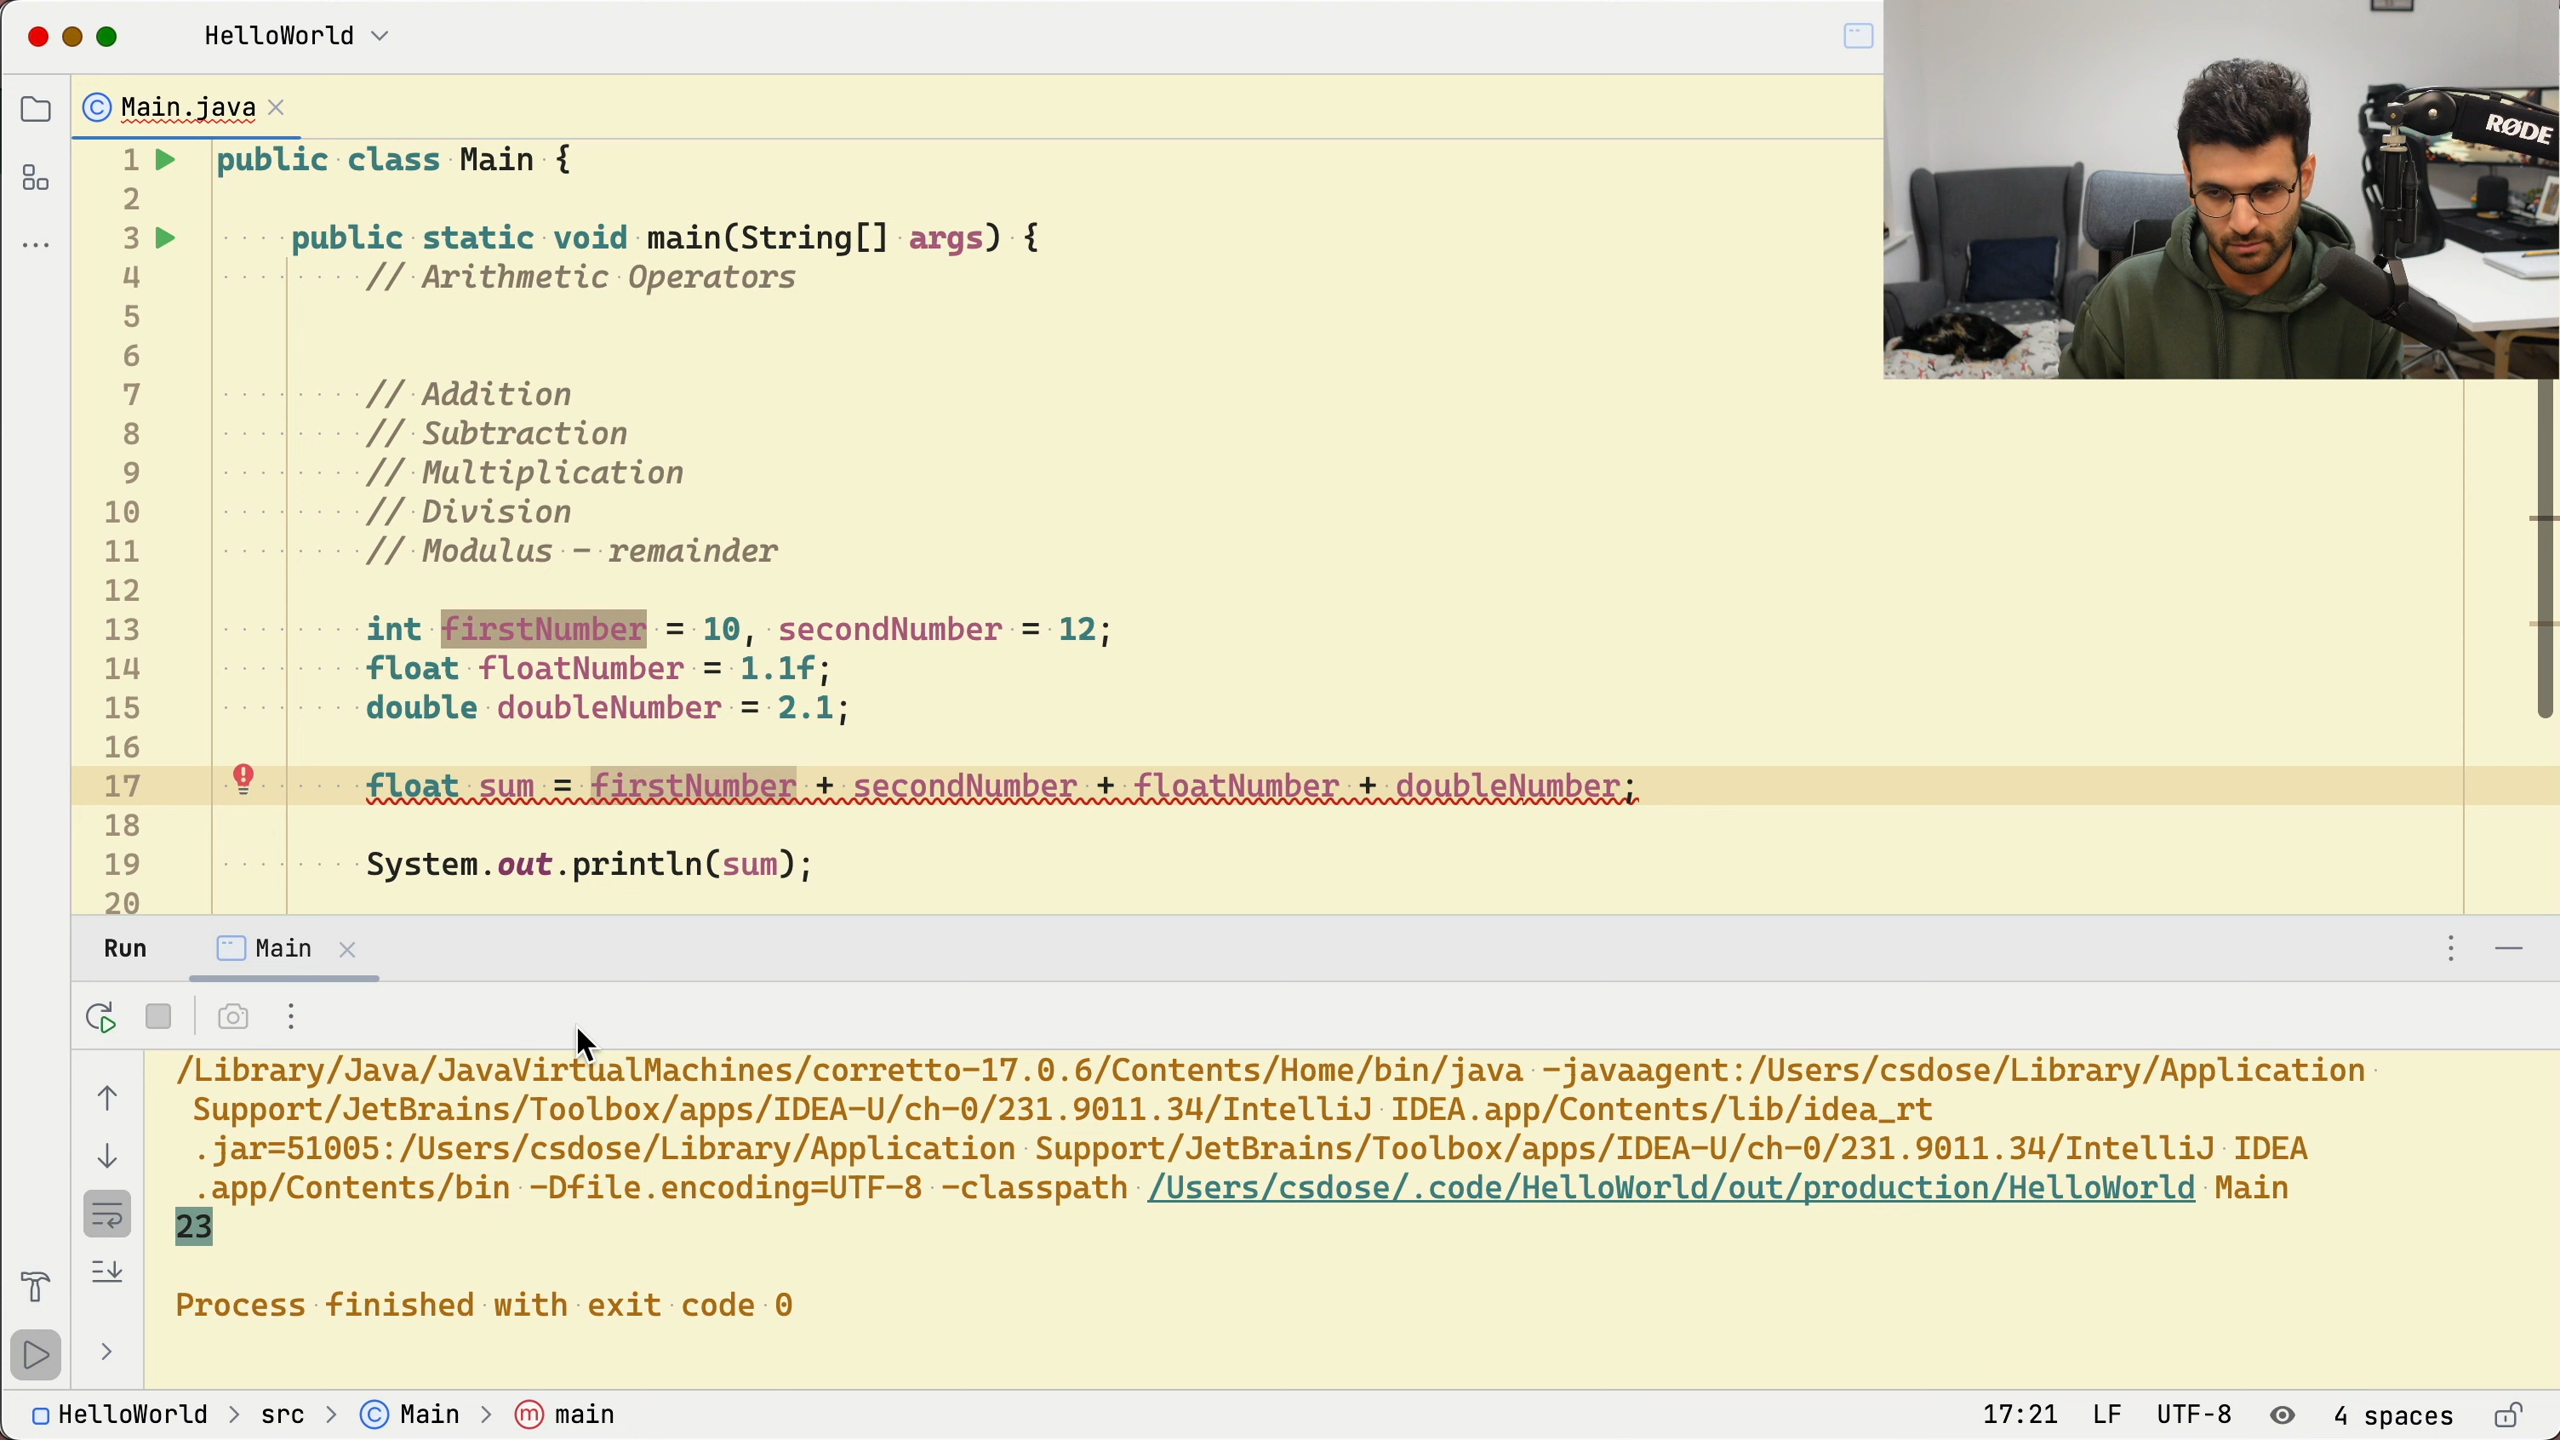 HelloWorld
RØDE
Main.java
1 public class Main {
2
3 public static void main(String[] args) {
4 // Arithmetic Operators
5
6
7 // Addition
8 // Subtraction
9 // Multiplication
10 // Division
11 // Modulus - remainder
12
13 int firstNumber = 10, secondNumber = 12;
14 float floatNumber = 1.1f;
15 double doubleNumber = 2.1;
16
17 float sum = firstNumber + secondNumber + floatNumber + doubleNumber;
18
19 System.out.println(sum);
20
Run Main
/Library/Java/JavaVirtualMachines/corretto-17.0.6/Contents/Home/bin/java -javaagent:/Users/csdose/Library/Application
Support/JetBrains/Toolbox/apps/IDEA-U/ch-0/231.9011.34/IntelliJ IDEA.app/Contents/lib/idea_rt
.jar=51005:/Users/csdose/Library/Application Support/JetBrains/Toolbox/apps/IDEA-U/ch-0/231.9011.34/IntelliJ IDEA
.app/Contents/bin -Dfile.encoding=UTF-8 -classpath /Users/csdose/.code/HelloWorld/out/production/HelloWorld Main
23
Process finished with exit code 0
HelloWorld > src > Main > main 17:21 LF UTF-8 4 spaces